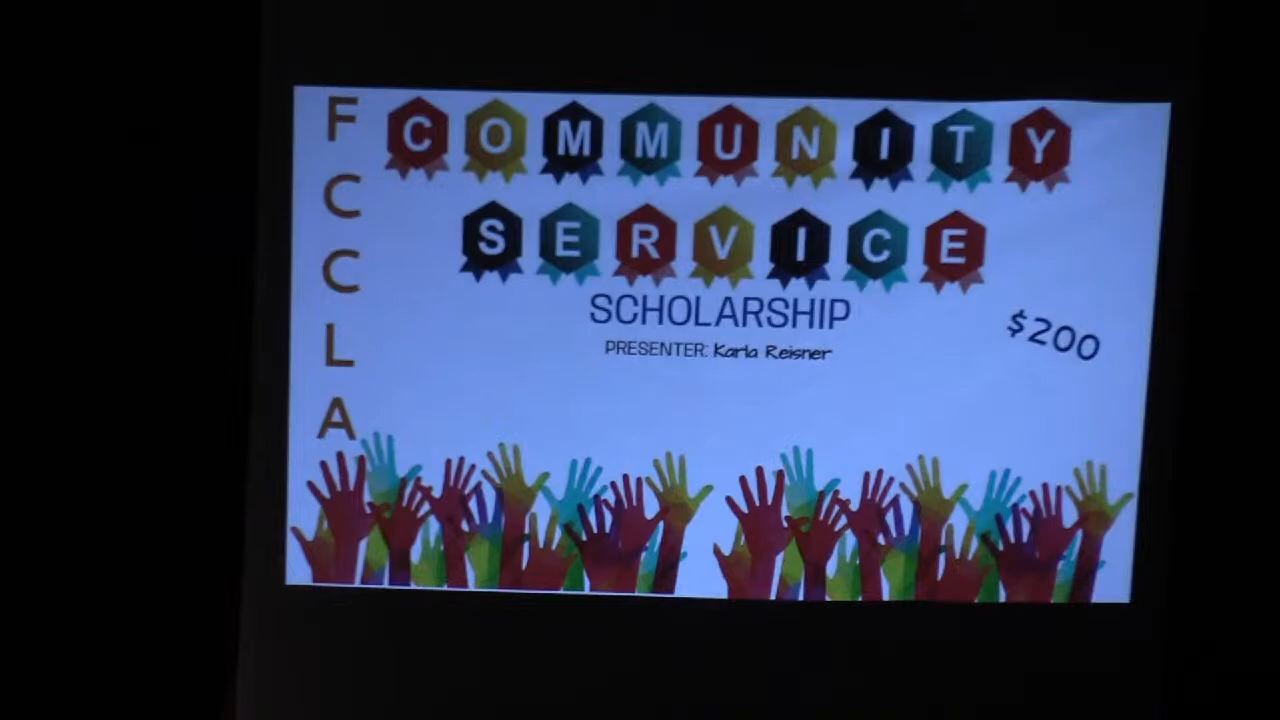 FCCLA
COMMUNITY
SERVICE
SCHOLARSHIP
PRESENTER: Karla Reisner
$200